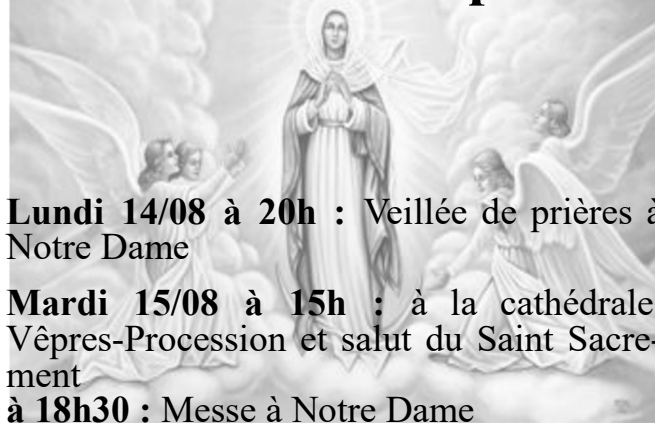 Lundi 14/08 à 20h : Veillée de prières à
Notre Dame
Mardi 15/08 à 15h : à la cathédrale
Vêpres-Procession et salut du Saint Sacre-
ment
à 18h30 : Messe à Notre Dame